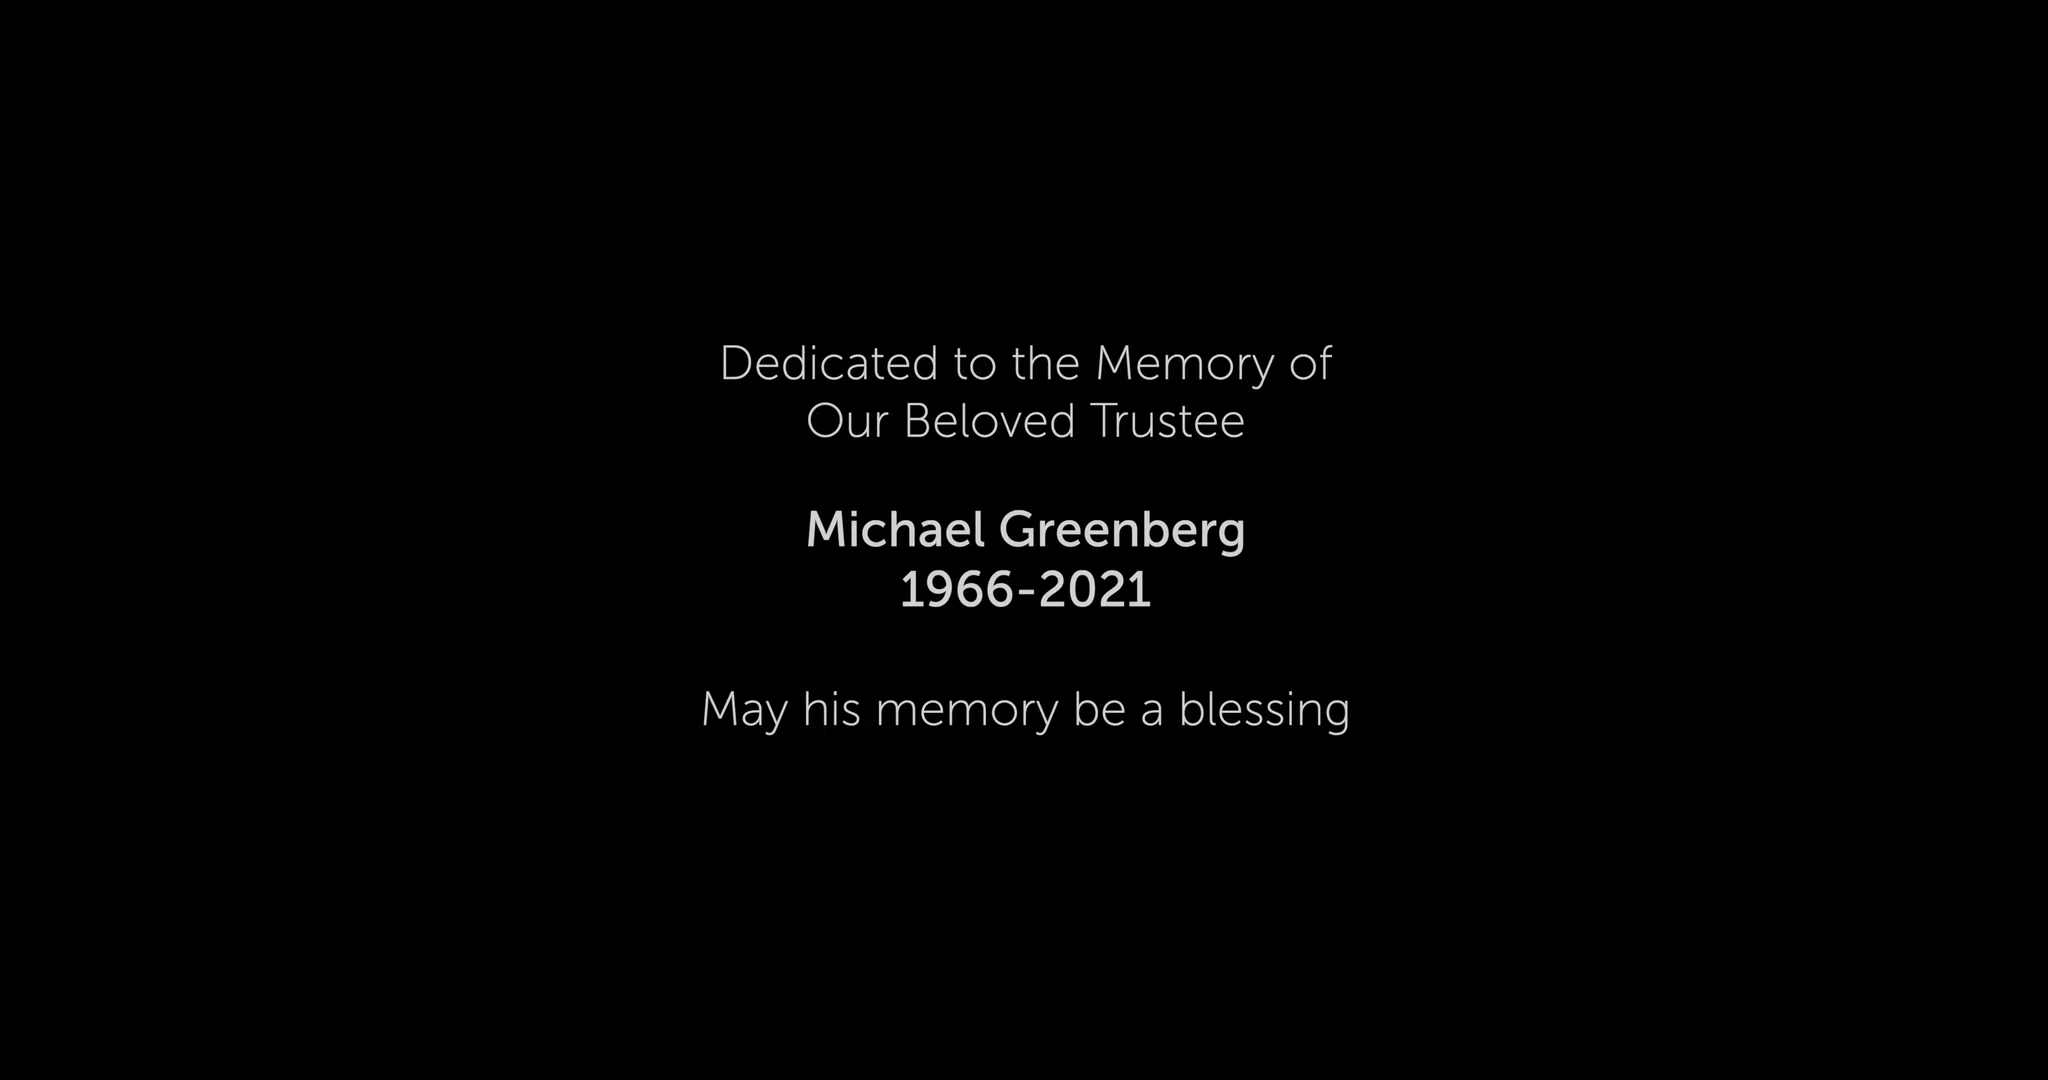 Dedicated to the Memory of
Our Beloved Trustee
Michael Greenberg
1966-2021
May his memory be a blessing